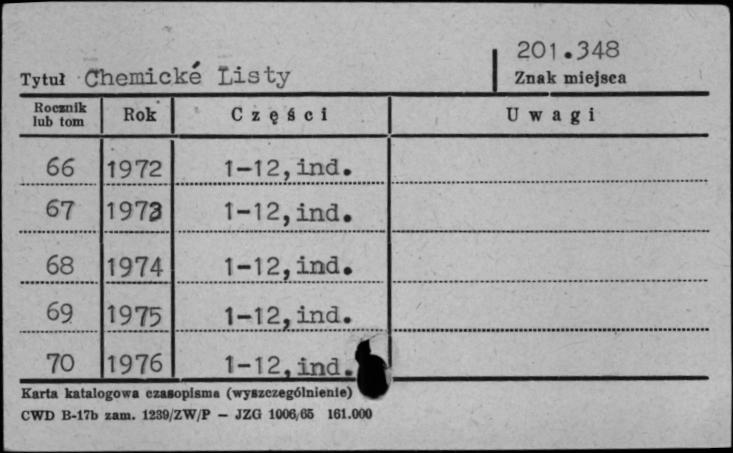 201.348
Tytuł Chemické Listy Znak miejsca
Rocznik lub tom Rok Części Uwagi
66 1972 1-12,ind.
67 1973 1-12,ind.
68 1974 1-12,ind.
69 1975 1-12,ind.
70 1976 1-12,ind.
Karta katalogowa czasopisma (wyszczególnienie)
CWD B-17b zam. 1239/ZW/P — JZG 1006/65 161.000